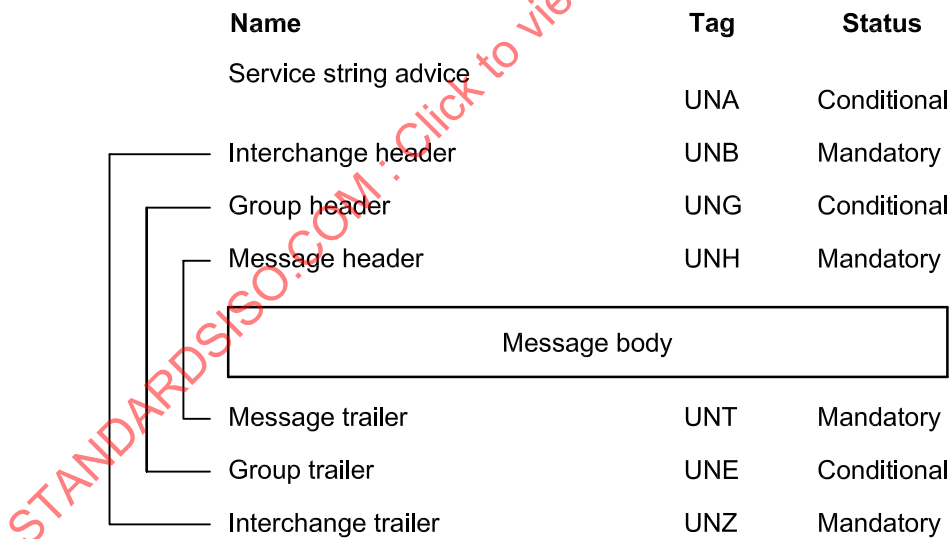 Name Tag Status
Service string advice
UNA Conditional
Interchange header UNB Mandatory
Group header UNG Conditional
Message header UNH Mandatory
Message body
Message trailer UNT Mandatory
Group trailer UNE Conditional
Interchange trailer UNZ Mandatory
STANDARDSISO.COM : Click to vie